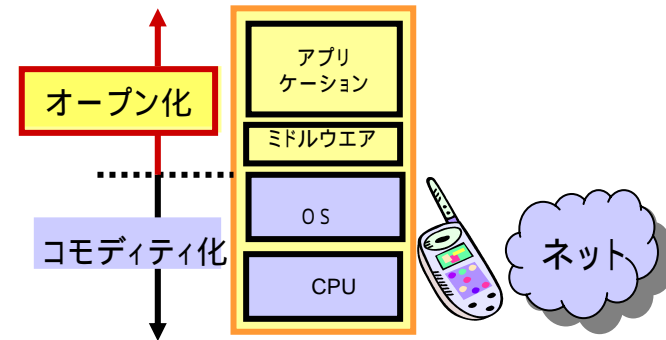 アプリ
ケーション
オープン化
ミドルウエア
OS
コモディティ化
ネット
CPU